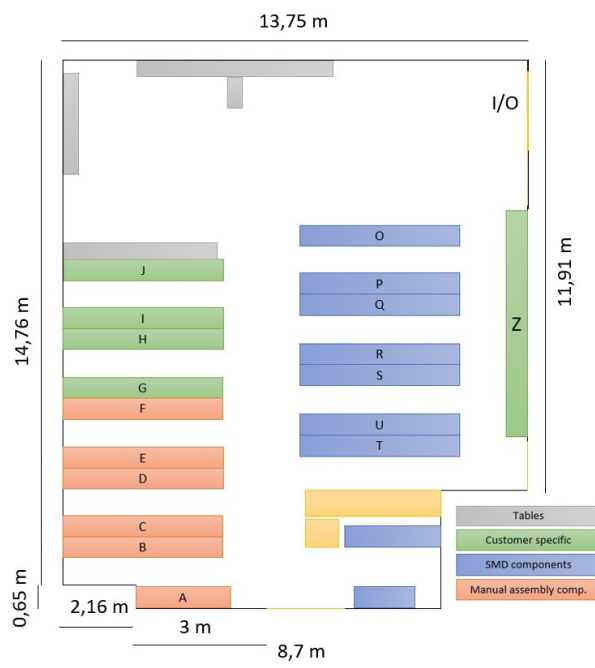 13,75 m
I/O
O
J
P
Q
I
H
Z
R
S
G
F
U
T
E
D
C
B
A
14,76 m
11,91 m
0,65 m
2,16 m
3 m
8,7 m
Tables
Customer specific
SMD components
Manual assembly comp.